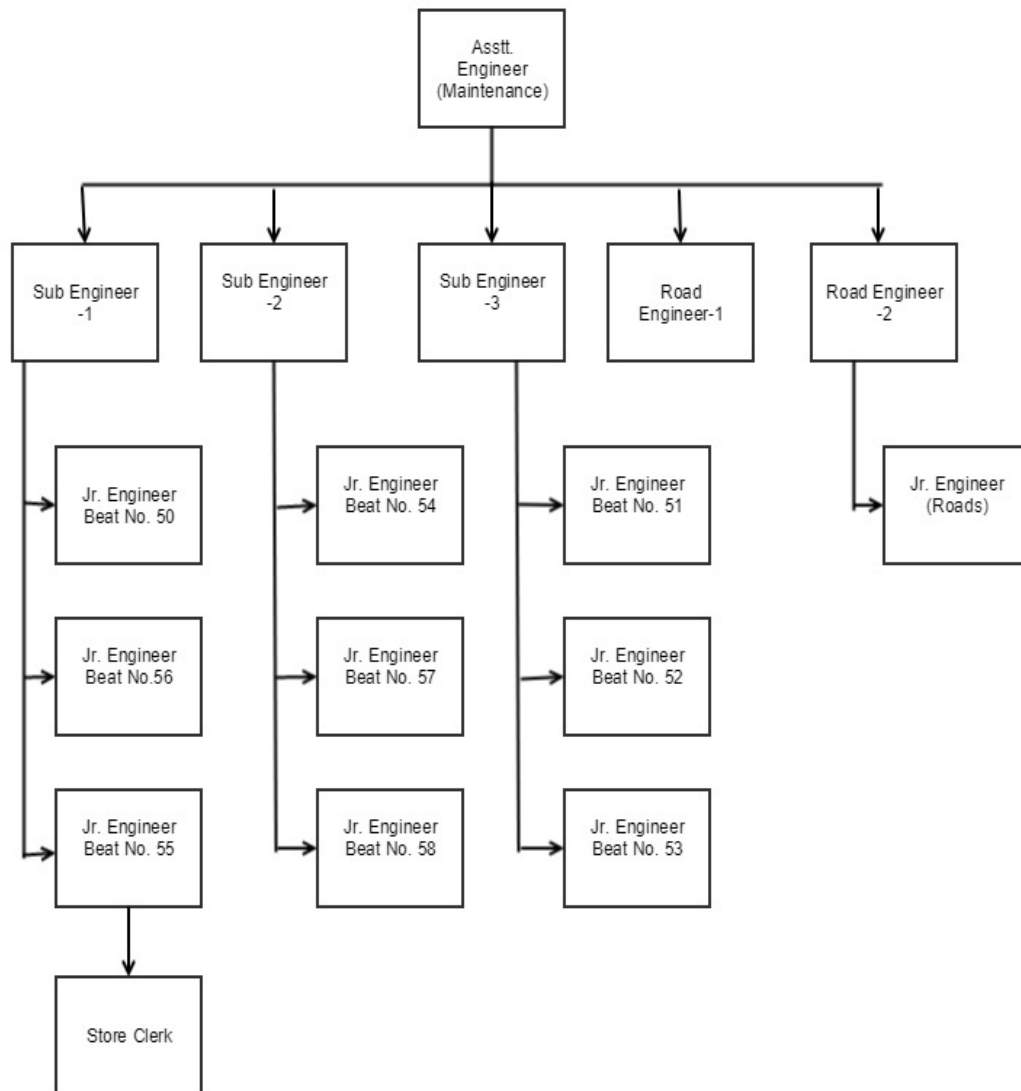 Asstt.
Engineer
(Maintenance)
Sub Engineer
-1
Sub Engineer
-2
Sub Engineer
-3
Road
Engineer-1
Road Engineer
-2
Jr. Engineer
Beat No. 50
Jr. Engineer
Beat No. 54
Jr. Engineer
Beat No. 51
Jr. Engineer
(Roads)
Jr. Engineer
Beat No.56
Jr. Engineer
Beat No. 57
Jr. Engineer
Beat No. 52
Jr. Engineer
Beat No. 55
Jr. Engineer
Beat No. 58
Jr. Engineer
Beat No. 53
Store Clerk